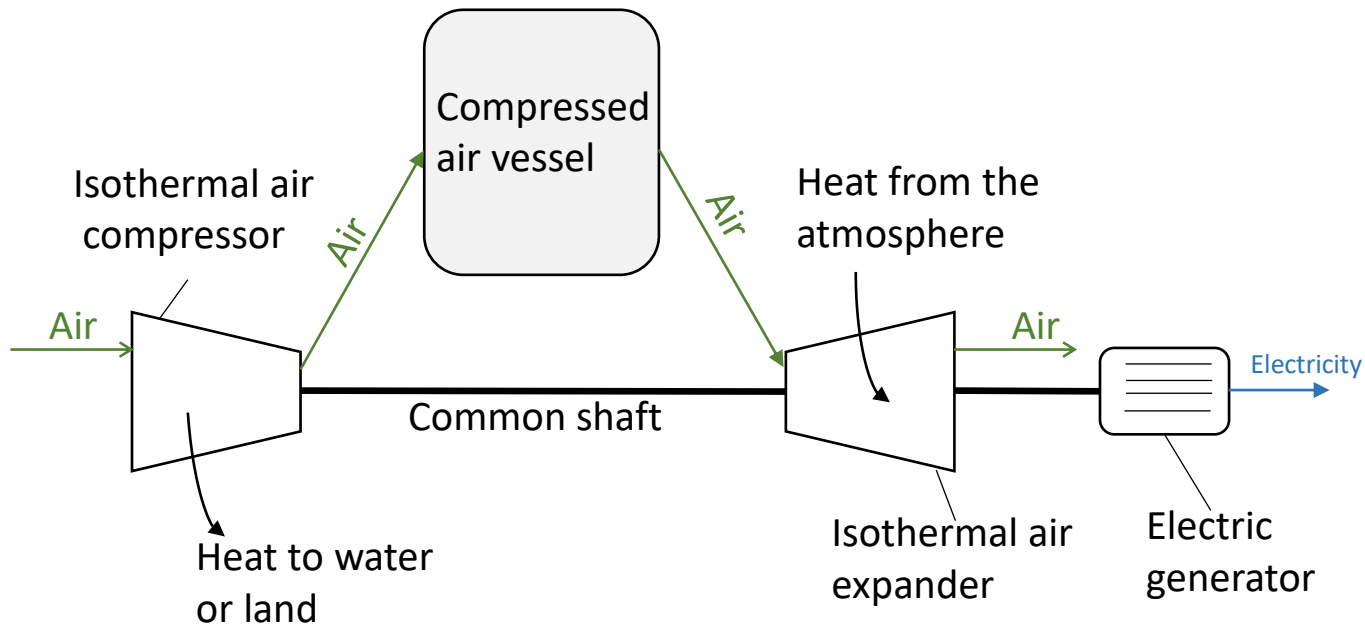 Compressed
air vessel
Isothermal air
compressor
Air
Air
Heat from the
atmosphere
Air
Air
Electricity
Common shaft
Heat to water
or land
Isothermal air
expander
Electric
generator